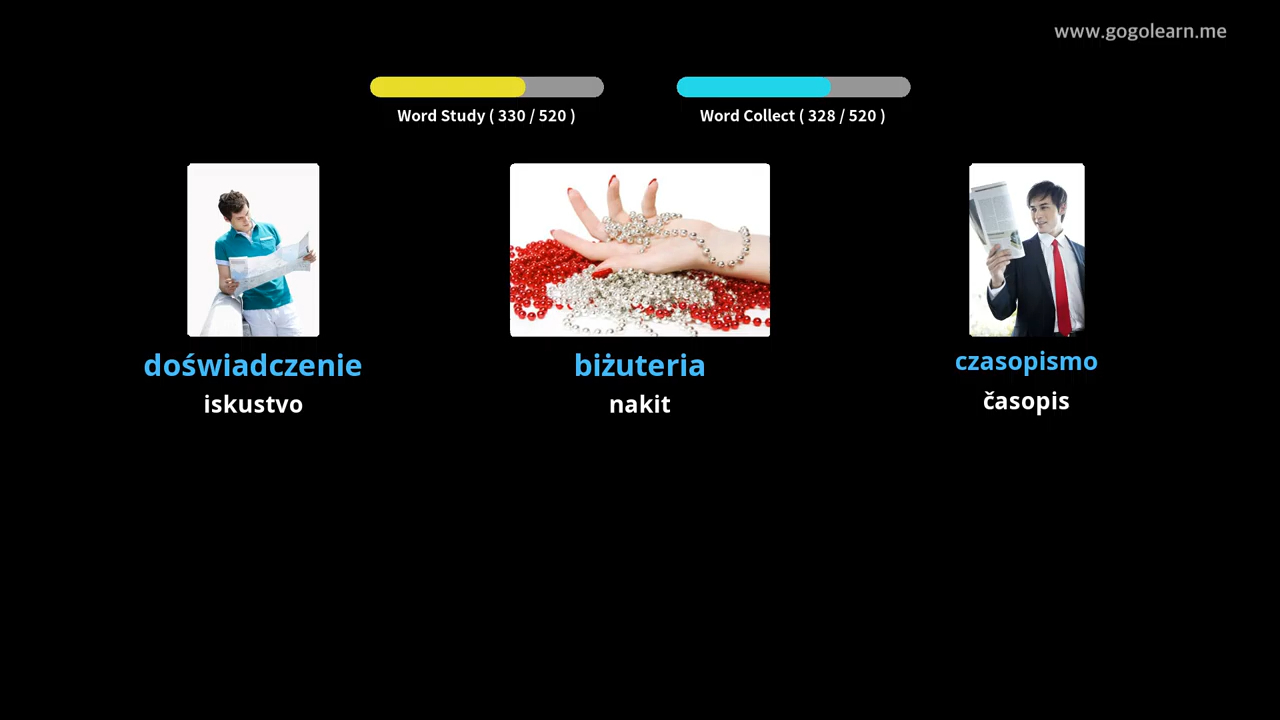 www.gogolearn.me
Word Study ( 330 / 520 )
Word Collect ( 328 / 520 )
doświadczenie
iskustvo
biżuteria
nakit
czasopismo
časopis